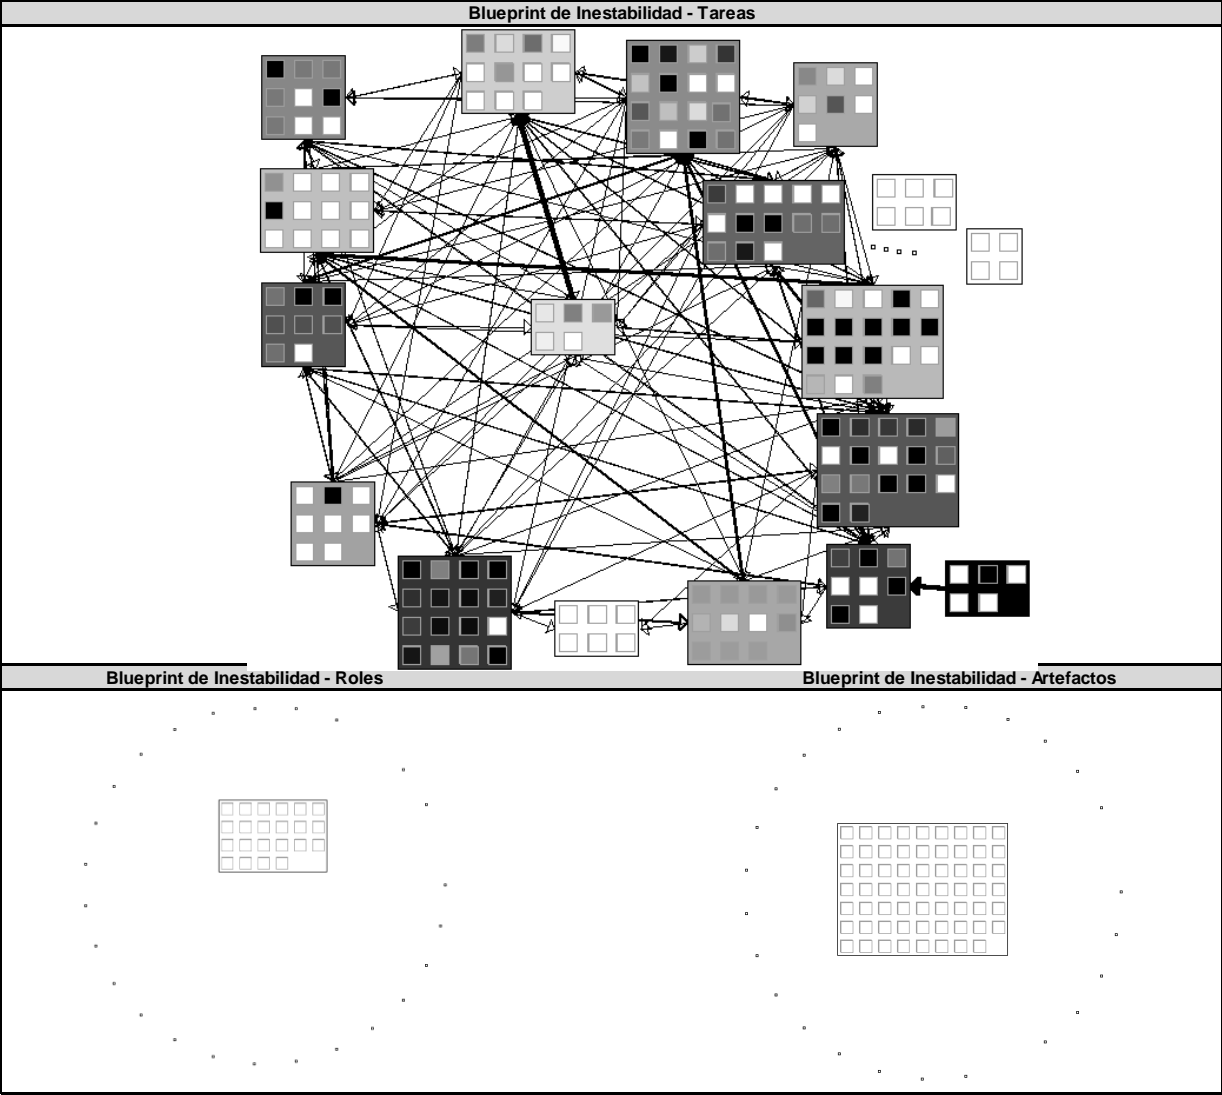 Blueprint de Inestabilidad - Tareas
Blueprint de Inestabilidad - Roles
Blueprint de Inestabilidad - Artefactos